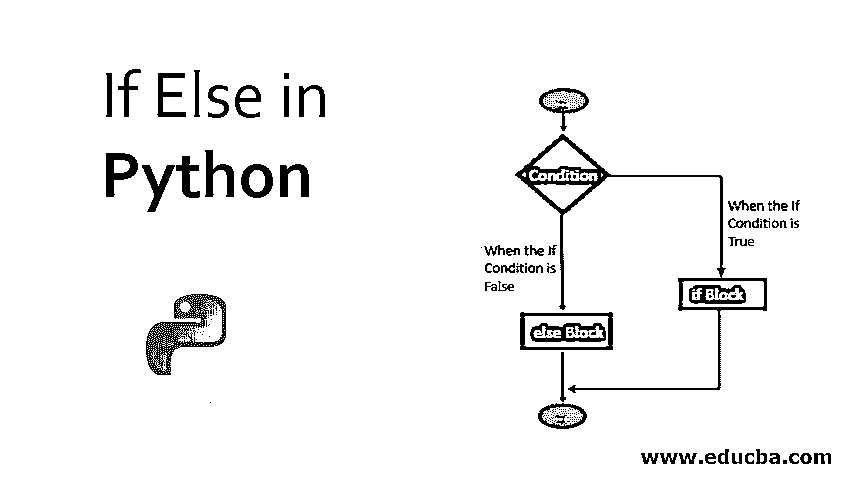 If Else in
Python
Condition
When the If
Condition is
True
When the If
Condition is
False
if Block
else Block
www.educba.com